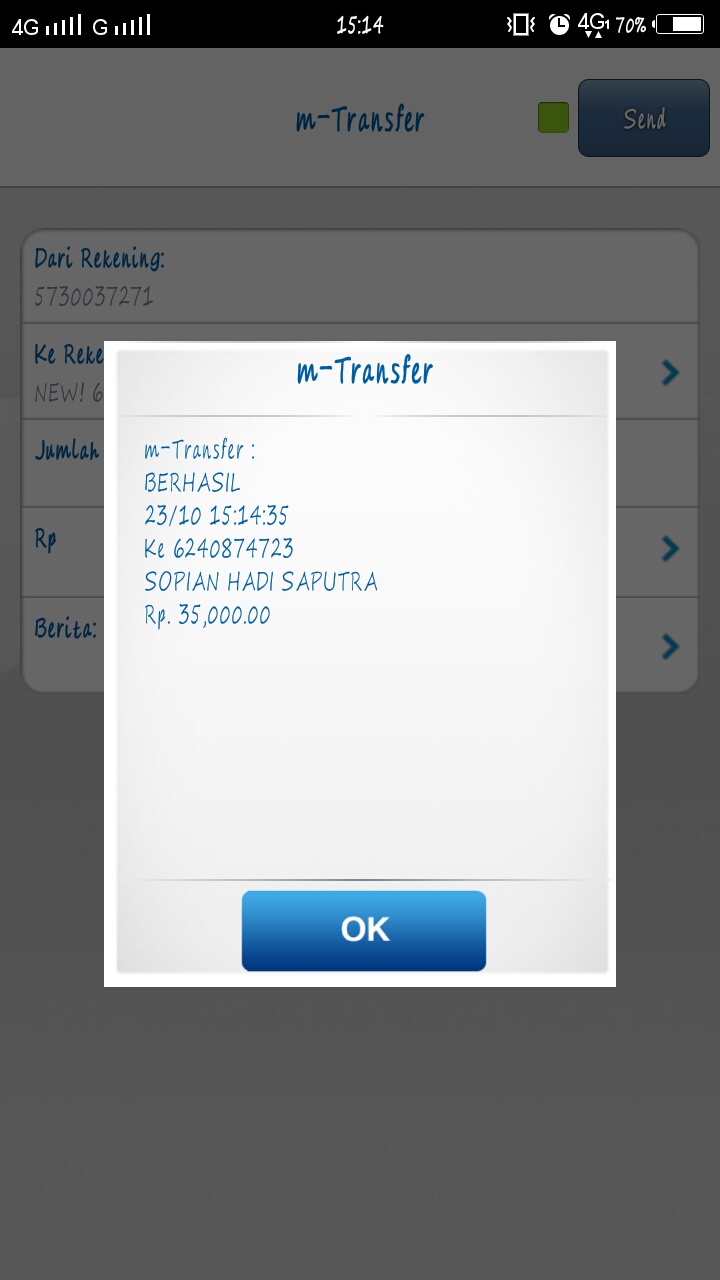 4G G 15:14 4G 70%
m-Transfer
Send
Dari Rekening:
5730037271
Ke Reke
NEW! 6
Jumlah
Rp
Berita:
m-Transfer
m-Transfer :
BERHASIL
23/10 15:14:35
Ke 6240874723
SOPIAN HADI SAPUTRA
Rp. 35,000.00
OK